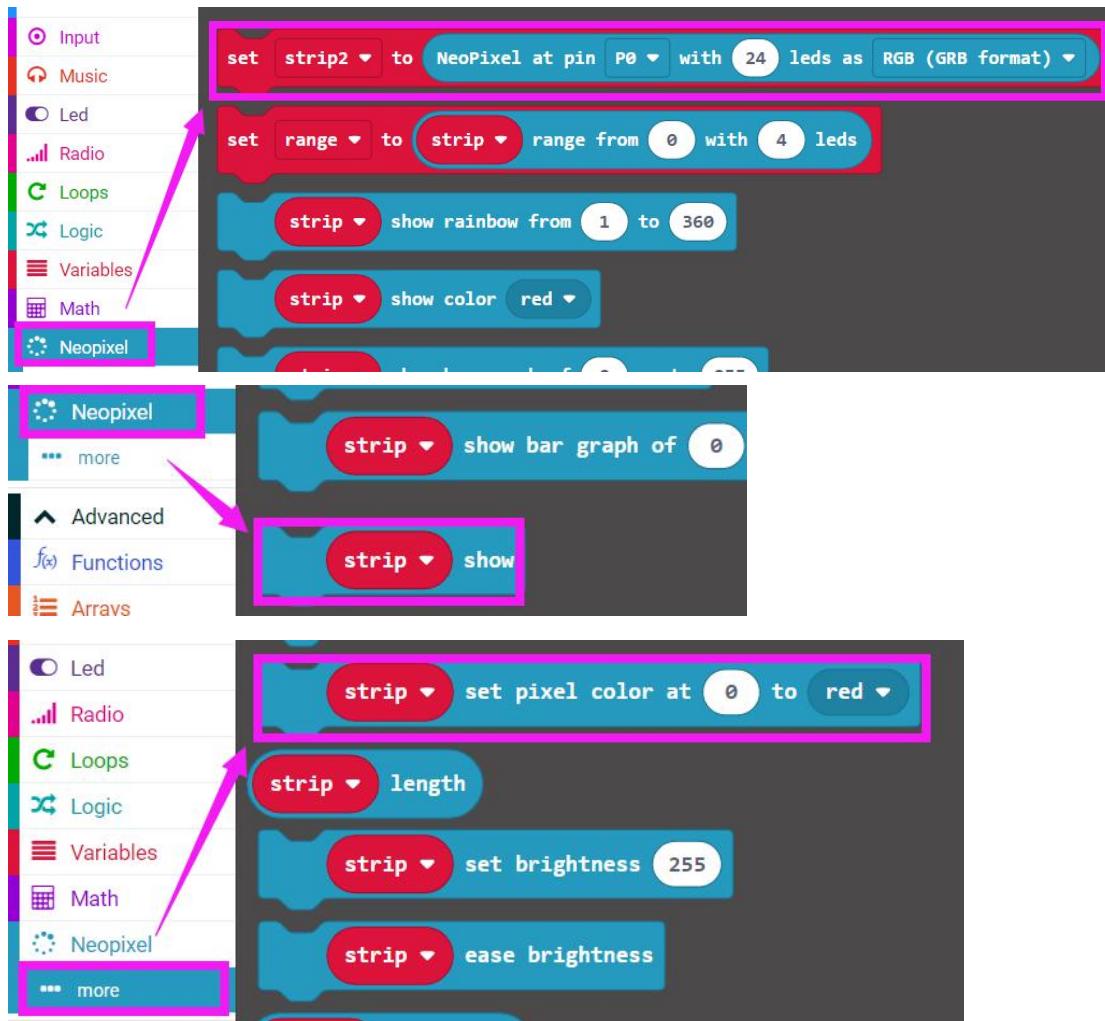 Input
Music
Led
Radio
Loops
Logic
Variables
Math
Neopixel
set strip2 to NeoPixel at pin P0 with 24 leds as RGB (GRB format)
set range to strip range from 0 with 4 leds
strip show rainbow from 1 to 360
strip show color red
Neopixel
more
Advanced
f(x) Functions
Arrays
strip show bar graph of 0
strip show
Led
Radio
Loops
Logic
Variables
Math
Neopixel
more
strip set pixel color at 0 to red
strip length
strip set brightness 255
strip ease brightness